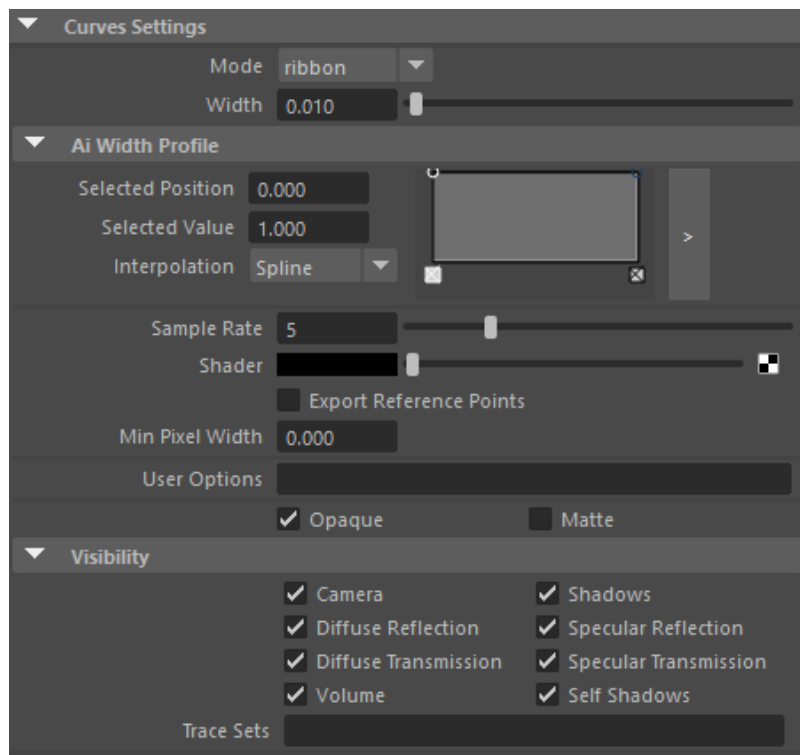 Curves Settings
Mode ribbon
Width 0.010
Ai Width Profile
Selected Position 0.000
Selected Value 1.000
>
Interpolation Spline
Sample Rate 5
Shader
Export Reference Points
Min Pixel Width 0.000
User Options
Opaque Matte
Visibility
Camera Shadows
Diffuse Reflection Specular Reflection
Diffuse Transmission Specular Transmission
Volume Self Shadows
Trace Sets